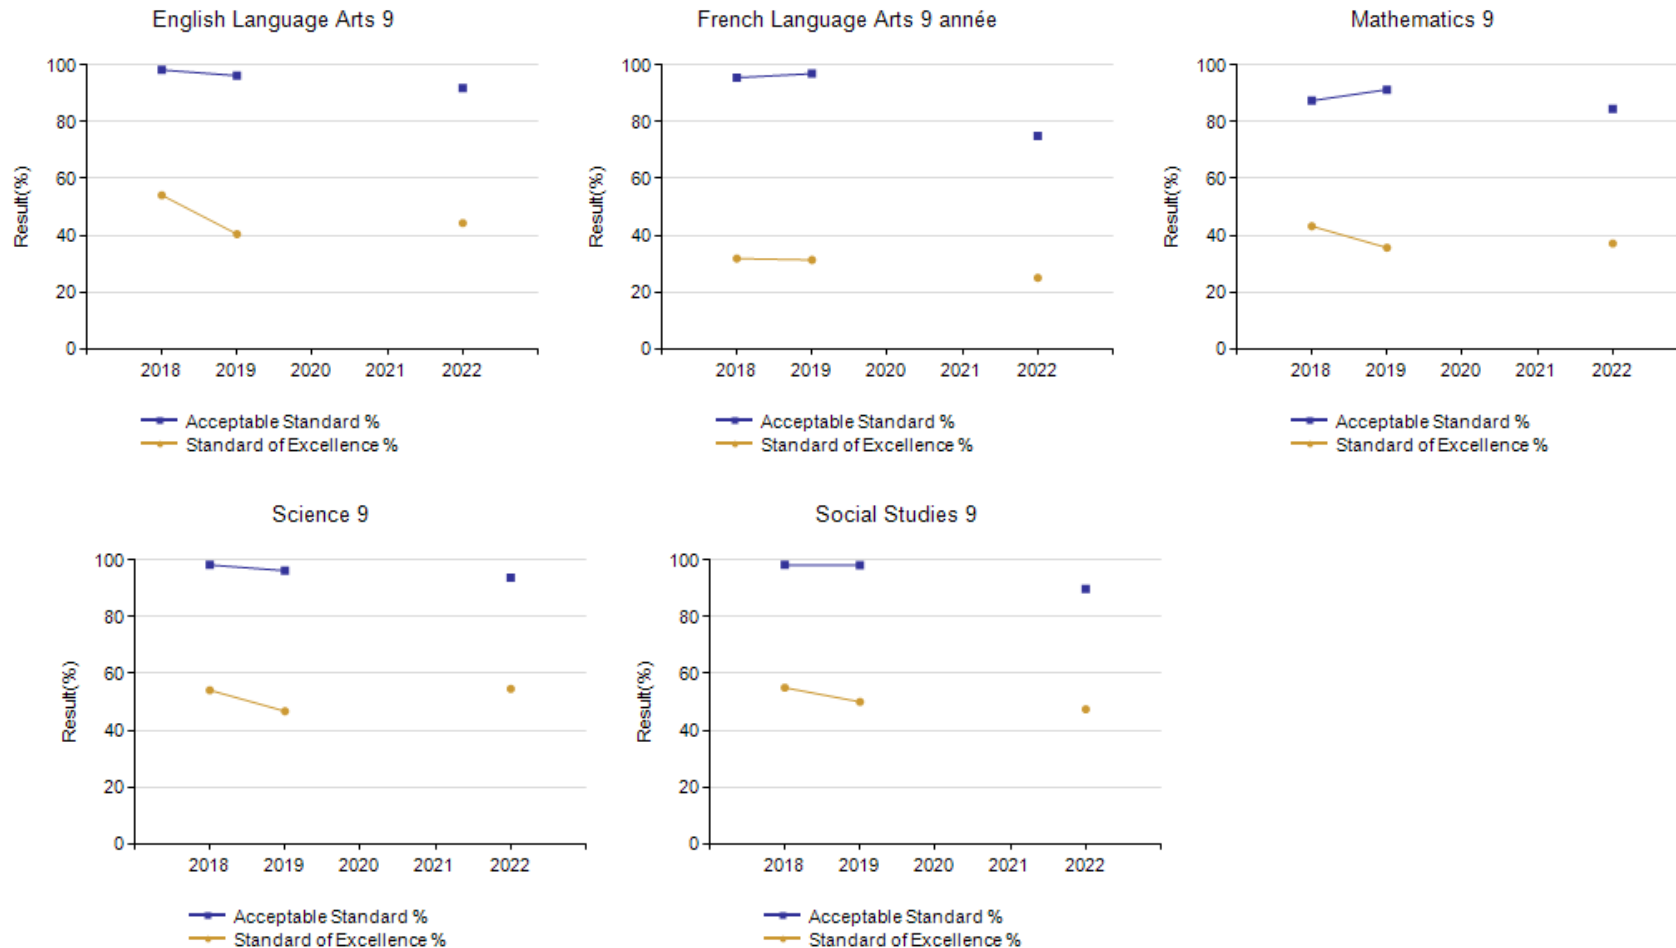 English Language Arts 9
100
80
60
40
20
0
Result(%)
2018 2019 2020 2021 2022
Acceptable Standard %
Standard of Excellence %
French Language Arts 9 année
100
80
60
40
20
0
Result(%)
2018 2019 2020 2021 2022
Acceptable Standard %
Standard of Excellence %
Mathematics 9
100
80
60
40
20
0
Result(%)
2018 2019 2020 2021 2022
Acceptable Standard %
Standard of Excellence %
Science 9
100
80
60
40
20
0
Result(%)
2018 2019 2020 2021 2022
Acceptable Standard %
Standard of Excellence %
Social Studies 9
100
80
60
40
20
0
Result(%)
2018 2019 2020 2021 2022
Acceptable Standard %
Standard of Excellence %